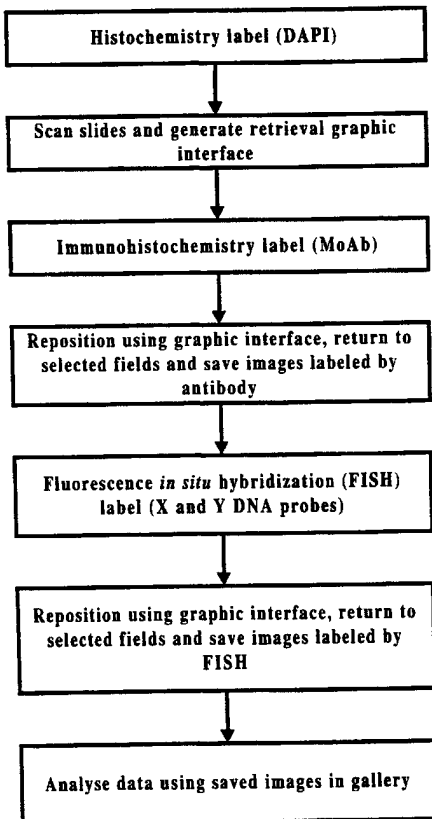 Histochemistry label (DAPI)
Scan slides and generate retrieval graphic
interface
Immunohistochemistry label (MoAb)
Reposition using graphic interface, return to
selected fields and save images labeled by
antibody
Fluorescence in situ hybridization (FISH)
label (X and Y DNA probes)
Reposition using graphic interface, return to
selected fields and save images labeled by
FISH
Analyse data using saved images in gallery